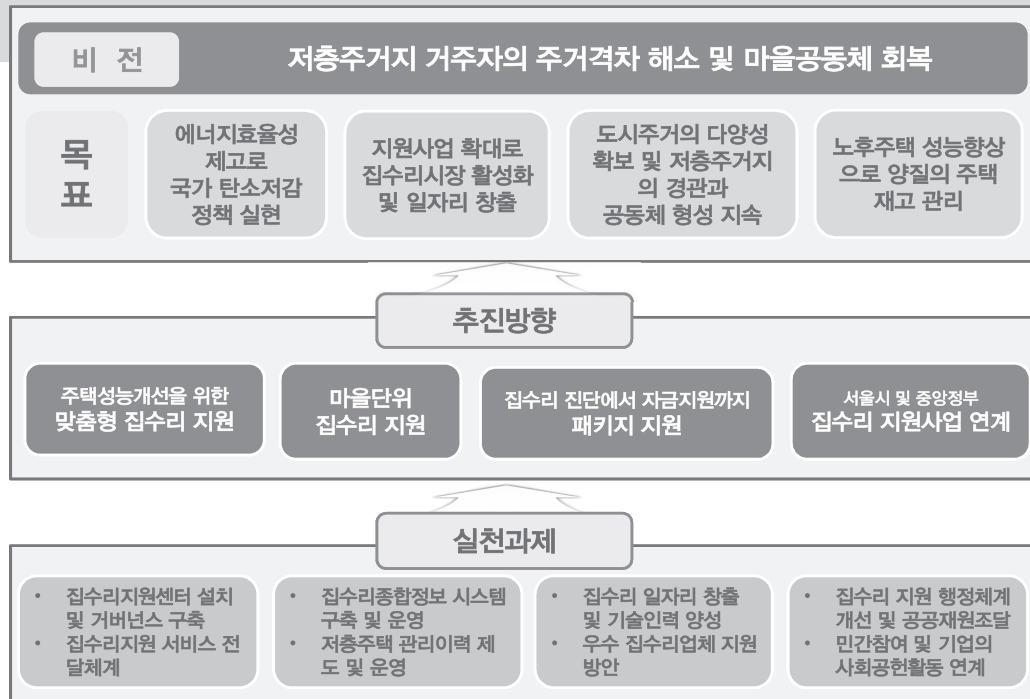 비 전
저층주거지 거주자의 주거격차 해소 및 마을공동체 회복
목
표
에너지효율성
제고로
국가 탄소저감
정책 실현
지원사업 확대로
집수리시장 활성화
및 일자리 창출
도시주거의 다양성
확보 및 저층주거지
의 경관과
공동체 형성 지속
노후주택 성능향상
으로 양질의 주택
재고 관리
추진방향
주택성능개선을 위한
맞춤형 집수리 지원
마을단위
집수리 지원
집수리 진단에서 자금지원까지
패키지 지원
서울시 및 중앙정부
집수리 지원사업 연계
실천과제
• 집수리지원센터 설치
및 거버넌스 구축
• 집수리지원 서비스 전
달체계
• 집수리종합정보 시스템
구축 및 운영
• 저층주택 관리이력 제
도 및 운영
• 집수리 일자리 창출
및 기술인력 양성
• 우수 집수리업체 지원
방안
• 집수리 지원 행정체계
개선 및 공공재원조달
• 민간참여 및 기업의
사회공헌활동 연계